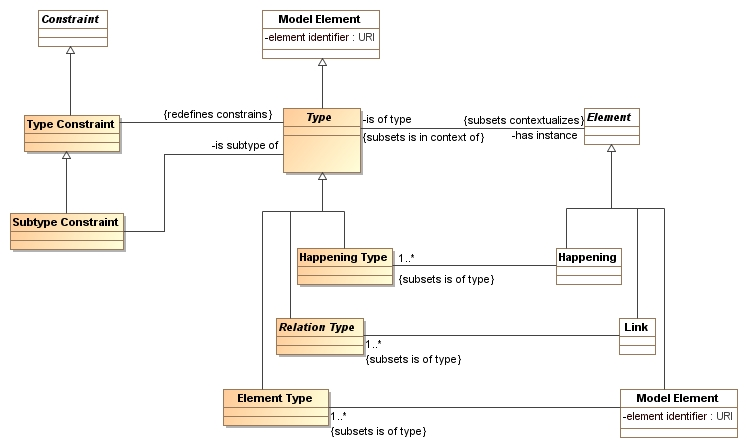 Constraint
Model Element
-element identifier : URI
Type Constraint
{redefines constrains}
Type
-is of type
{subsets contextualizes}
Element
{subsets is in context of}
-has instance
-is subtype of
Subtype Constraint
Happening Type
1..*
{subsets is of type}
Happening
Relation Type
1..*
{subsets is of type}
Link
Element Type
1..*
{subsets is of type}
Model Element
-element identifier : URI